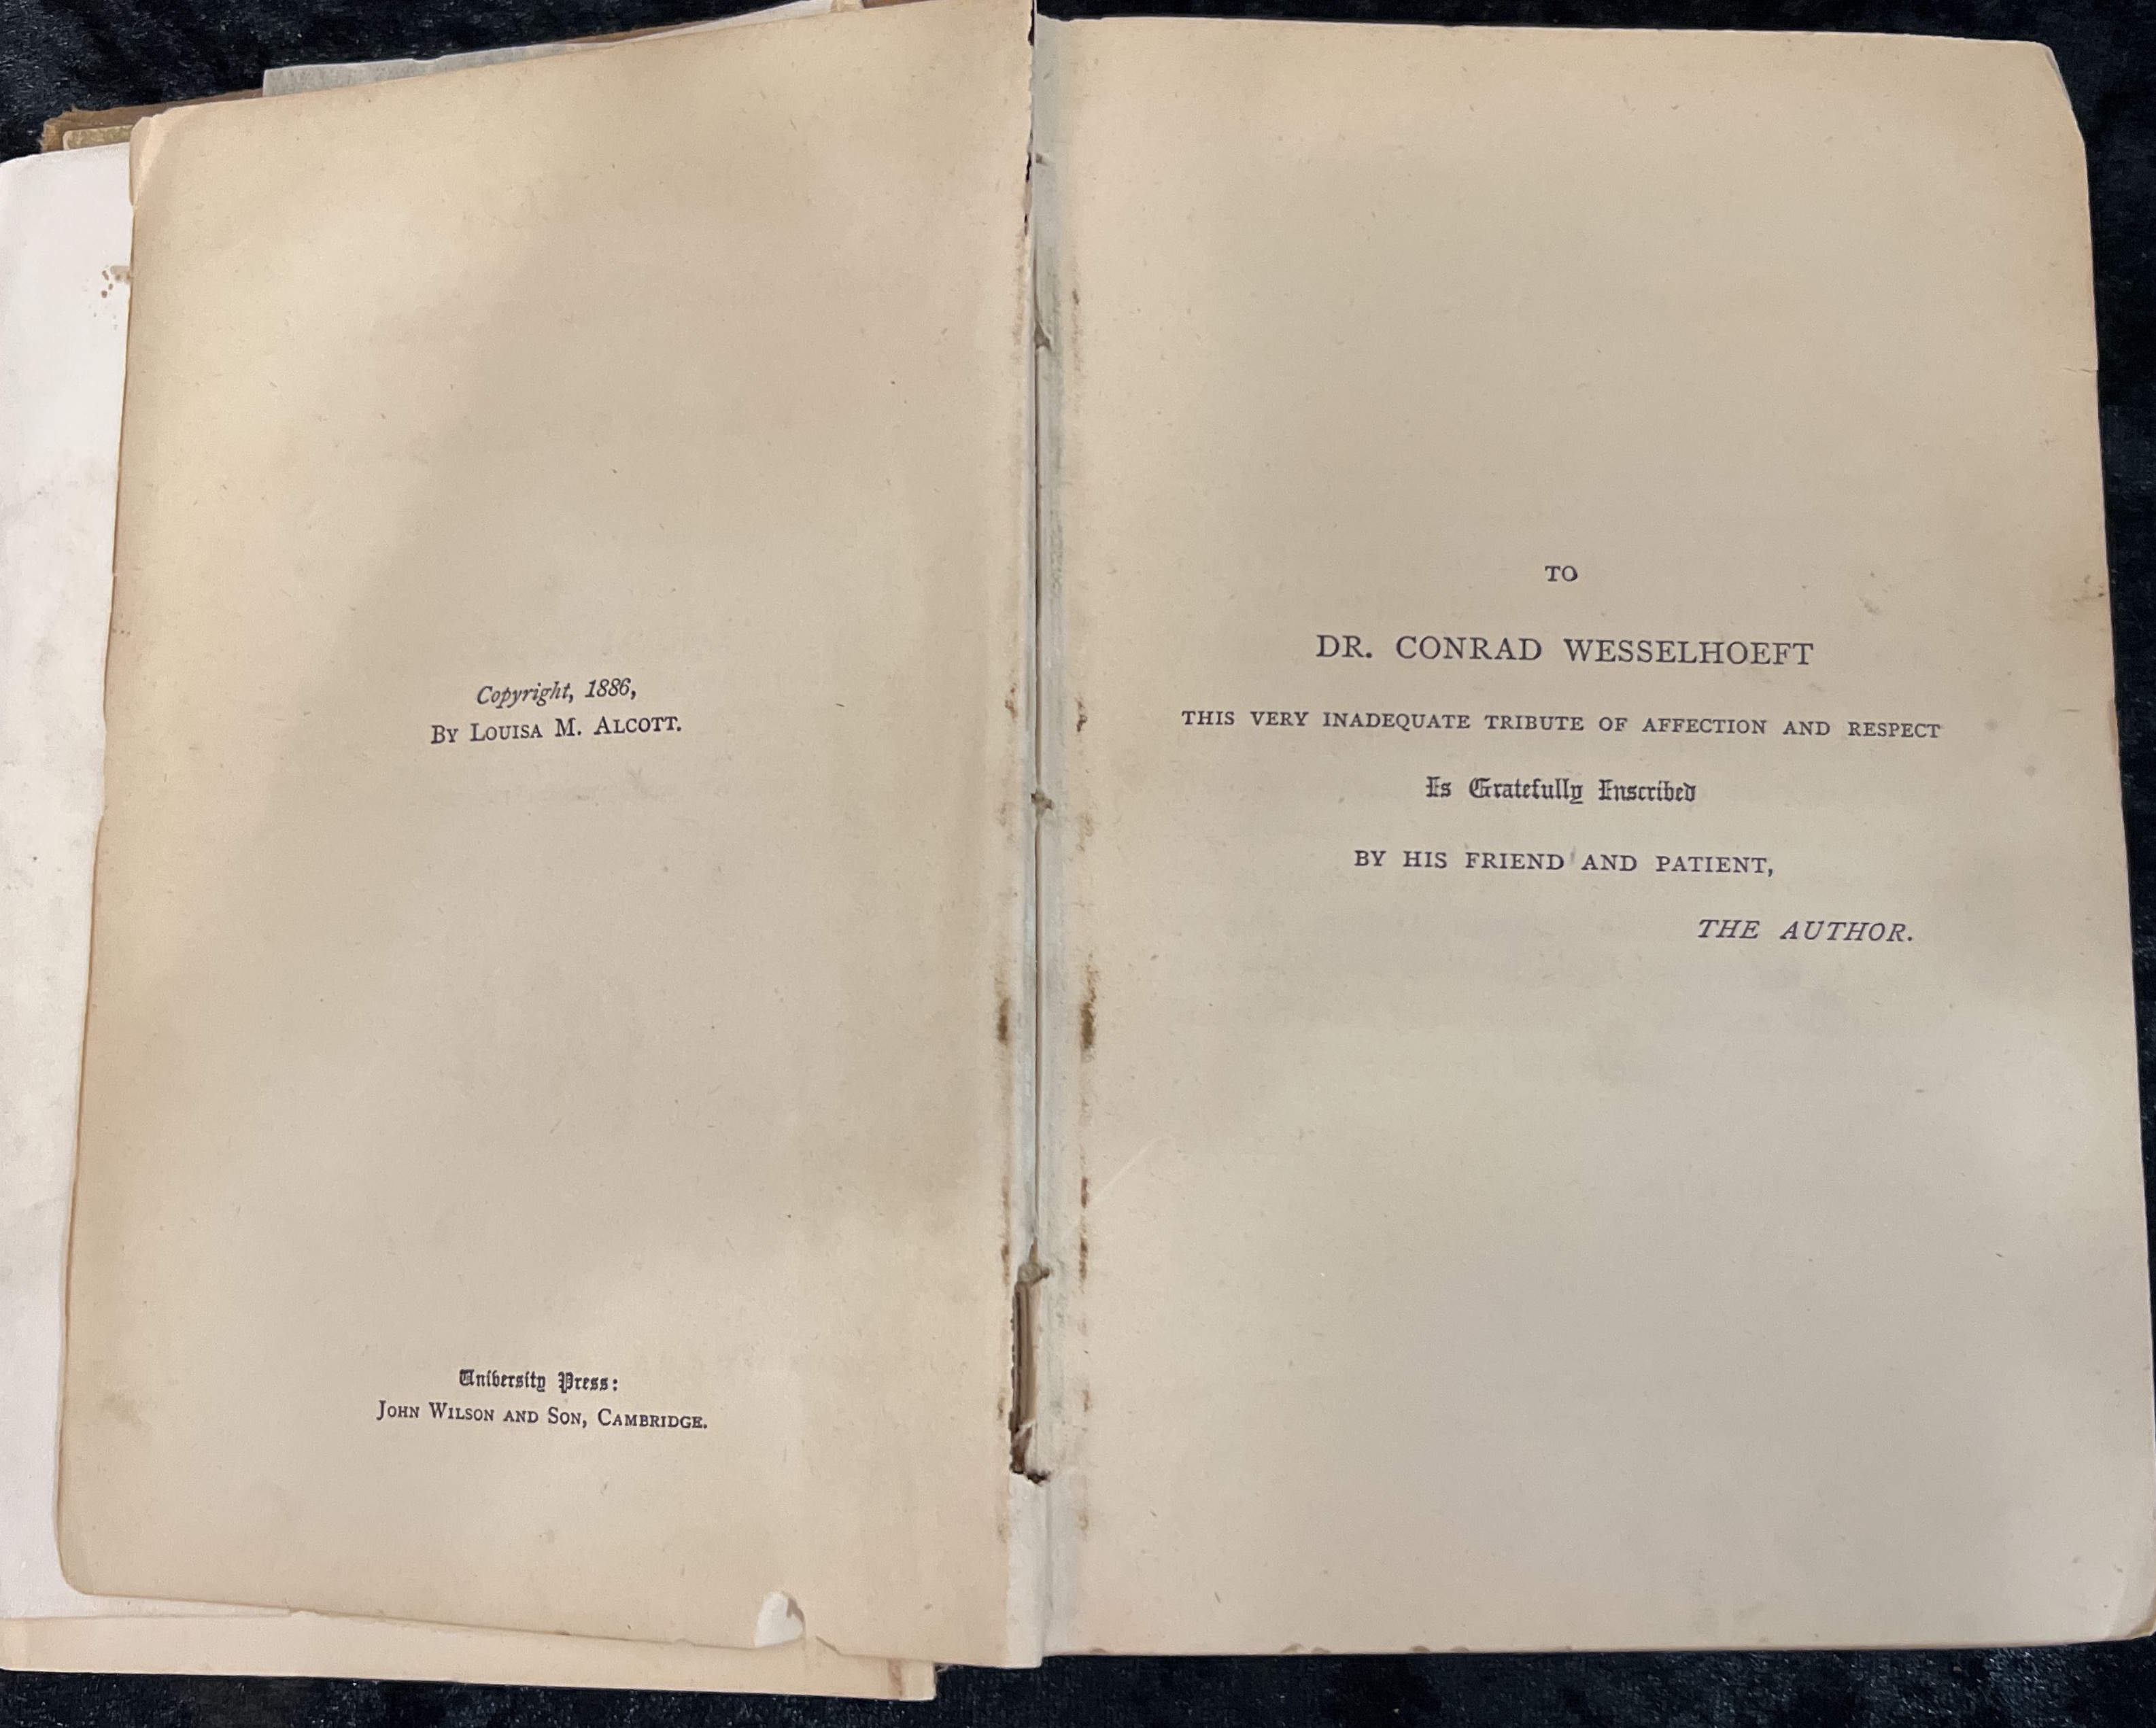 Copyright, 1886,
By Louisa M. Alcott.
University Press:
John Wilson and Son, Cambridge.
TO
DR. CONRAD WESSELHOEFT
THIS VERY INADEQUATE TRIBUTE OF AFFECTION AND RESPECT
Is Gratefully Inscribed
BY HIS FRIEND AND PATIENT,
THE AUTHOR.